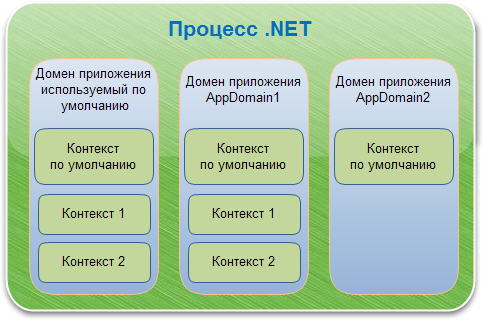 Процесс .NET
Домен приложения
используемый по
умолчанию
Контекст
по умолчанию
Контекст 1
Контекст 2
Домен приложения
AppDomain1
Контекст
по умолчанию
Контекст 1
Контекст 2
Домен приложения
AppDomain2
Контекст
по умолчанию